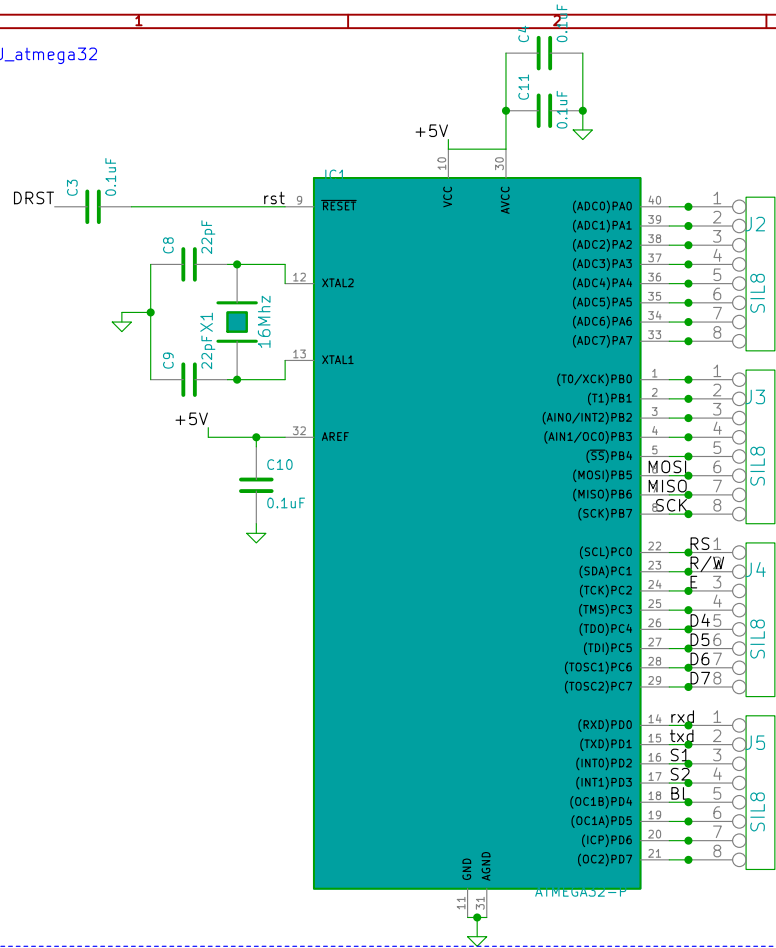 1
2
J_atmega32
C4
0.1uF
C11
0.1uF
+5V
10
30
VCC
AVCC
IC1
C3
0.1uF
DRST
rst
9
RESET
C8
22pF
12
XTAL2
X1
16Mhz
C9
22pF
13
XTAL1
+5V
32
AREF
C10
0.1uF
(ADC0)PA0 40 1
(ADC1)PA1 39 2
(ADC2)PA2 38 3
(ADC3)PA3 37 4
(ADC4)PA4 36 5
(ADC5)PA5 35 6
(ADC6)PA6 34 7
(ADC7)PA7 33 8
J2
SIL8
(T0/XCK)PB0 1 1
(T1)PB1 2 2
(AIN0/INT2)PB2 3 3
(AIN1/OC0)PB3 4 4
(SS)PB4 5 5
(MOSI)PB5 MOSI 6
(MISO)PB6 MISO 7
(SCK)PB7 8 SCK 8
J3
SIL8
(SCL)PC0 22 RS 1
(SDA)PC1 23 R/W
(TCK)PC2 24 E 3
(TMS)PC3 25 4
(TDO)PC4 26 D4 5
(TDI)PC5 27 D5 6
(TOSC1)PC6 28 D6 7
(TOSC2)PC7 29 D7 8
J4
SIL8
(RXD)PD0 14 rxd 1
(TXD)PD1 15 txd 2
(INT0)PD2 16 S1 3
(INT1)PD3 17 S2 4
(OC1B)PD4 18 BL 5
(OC1A)PD5 19 6
(ICP)PD6 20 7
(OC2)PD7 21 8
J5
SIL8
GND
AGND
11
31
ATMEGA32-P